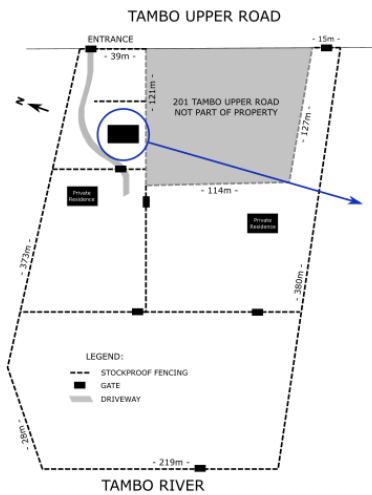 TAMBO UPPER ROAD
ENTRANCE
- 15m -
- 39m -
- 121m -
201 TAMBO UPPER ROAD
NOT PART OF PROPERTY
- 127m -
N
- 114m -
Private
Residence
Private
Residence
- 373m -
- 380m -
LEGEND:
STOCKPROOF FENCING
GATE
DRIVEWAY
- 28m -
- 219m -
TAMBO RIVER